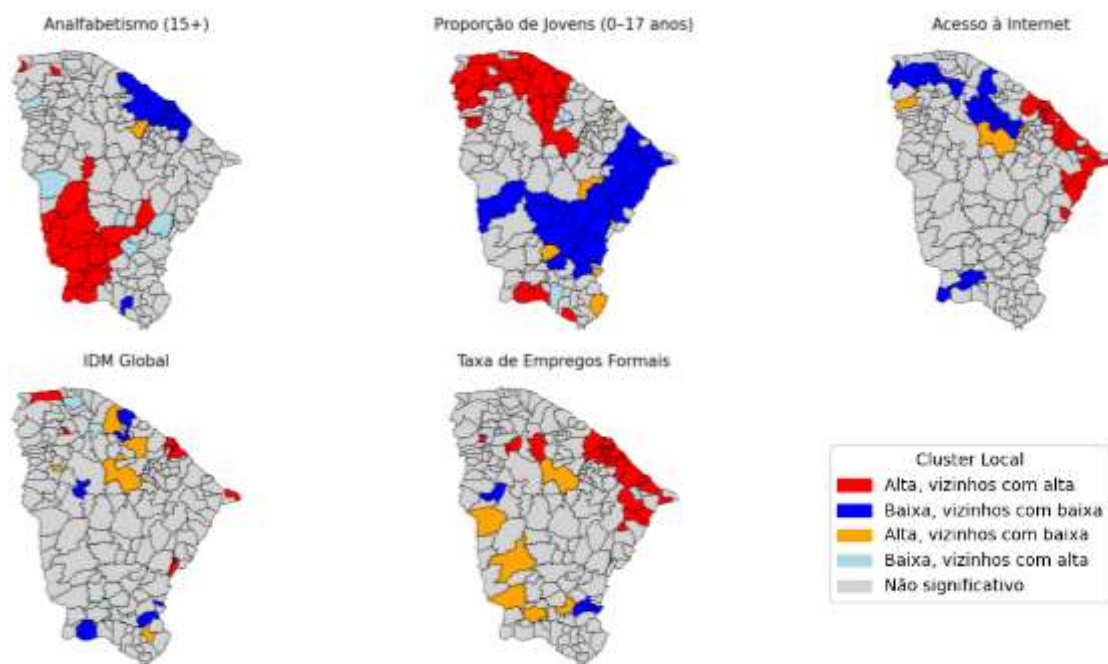 Analfabetismo (15+)
Proporção de Jovens (0–17 anos)
Acesso à Internet
IDM Global
Taxa de Empregos Formais
Cluster Local
Alta, vizinhos com alta
Baixa, vizinhos com baixa
Alta, vizinhos com baixa
Baixa, vizinhos com alta
Não significativo